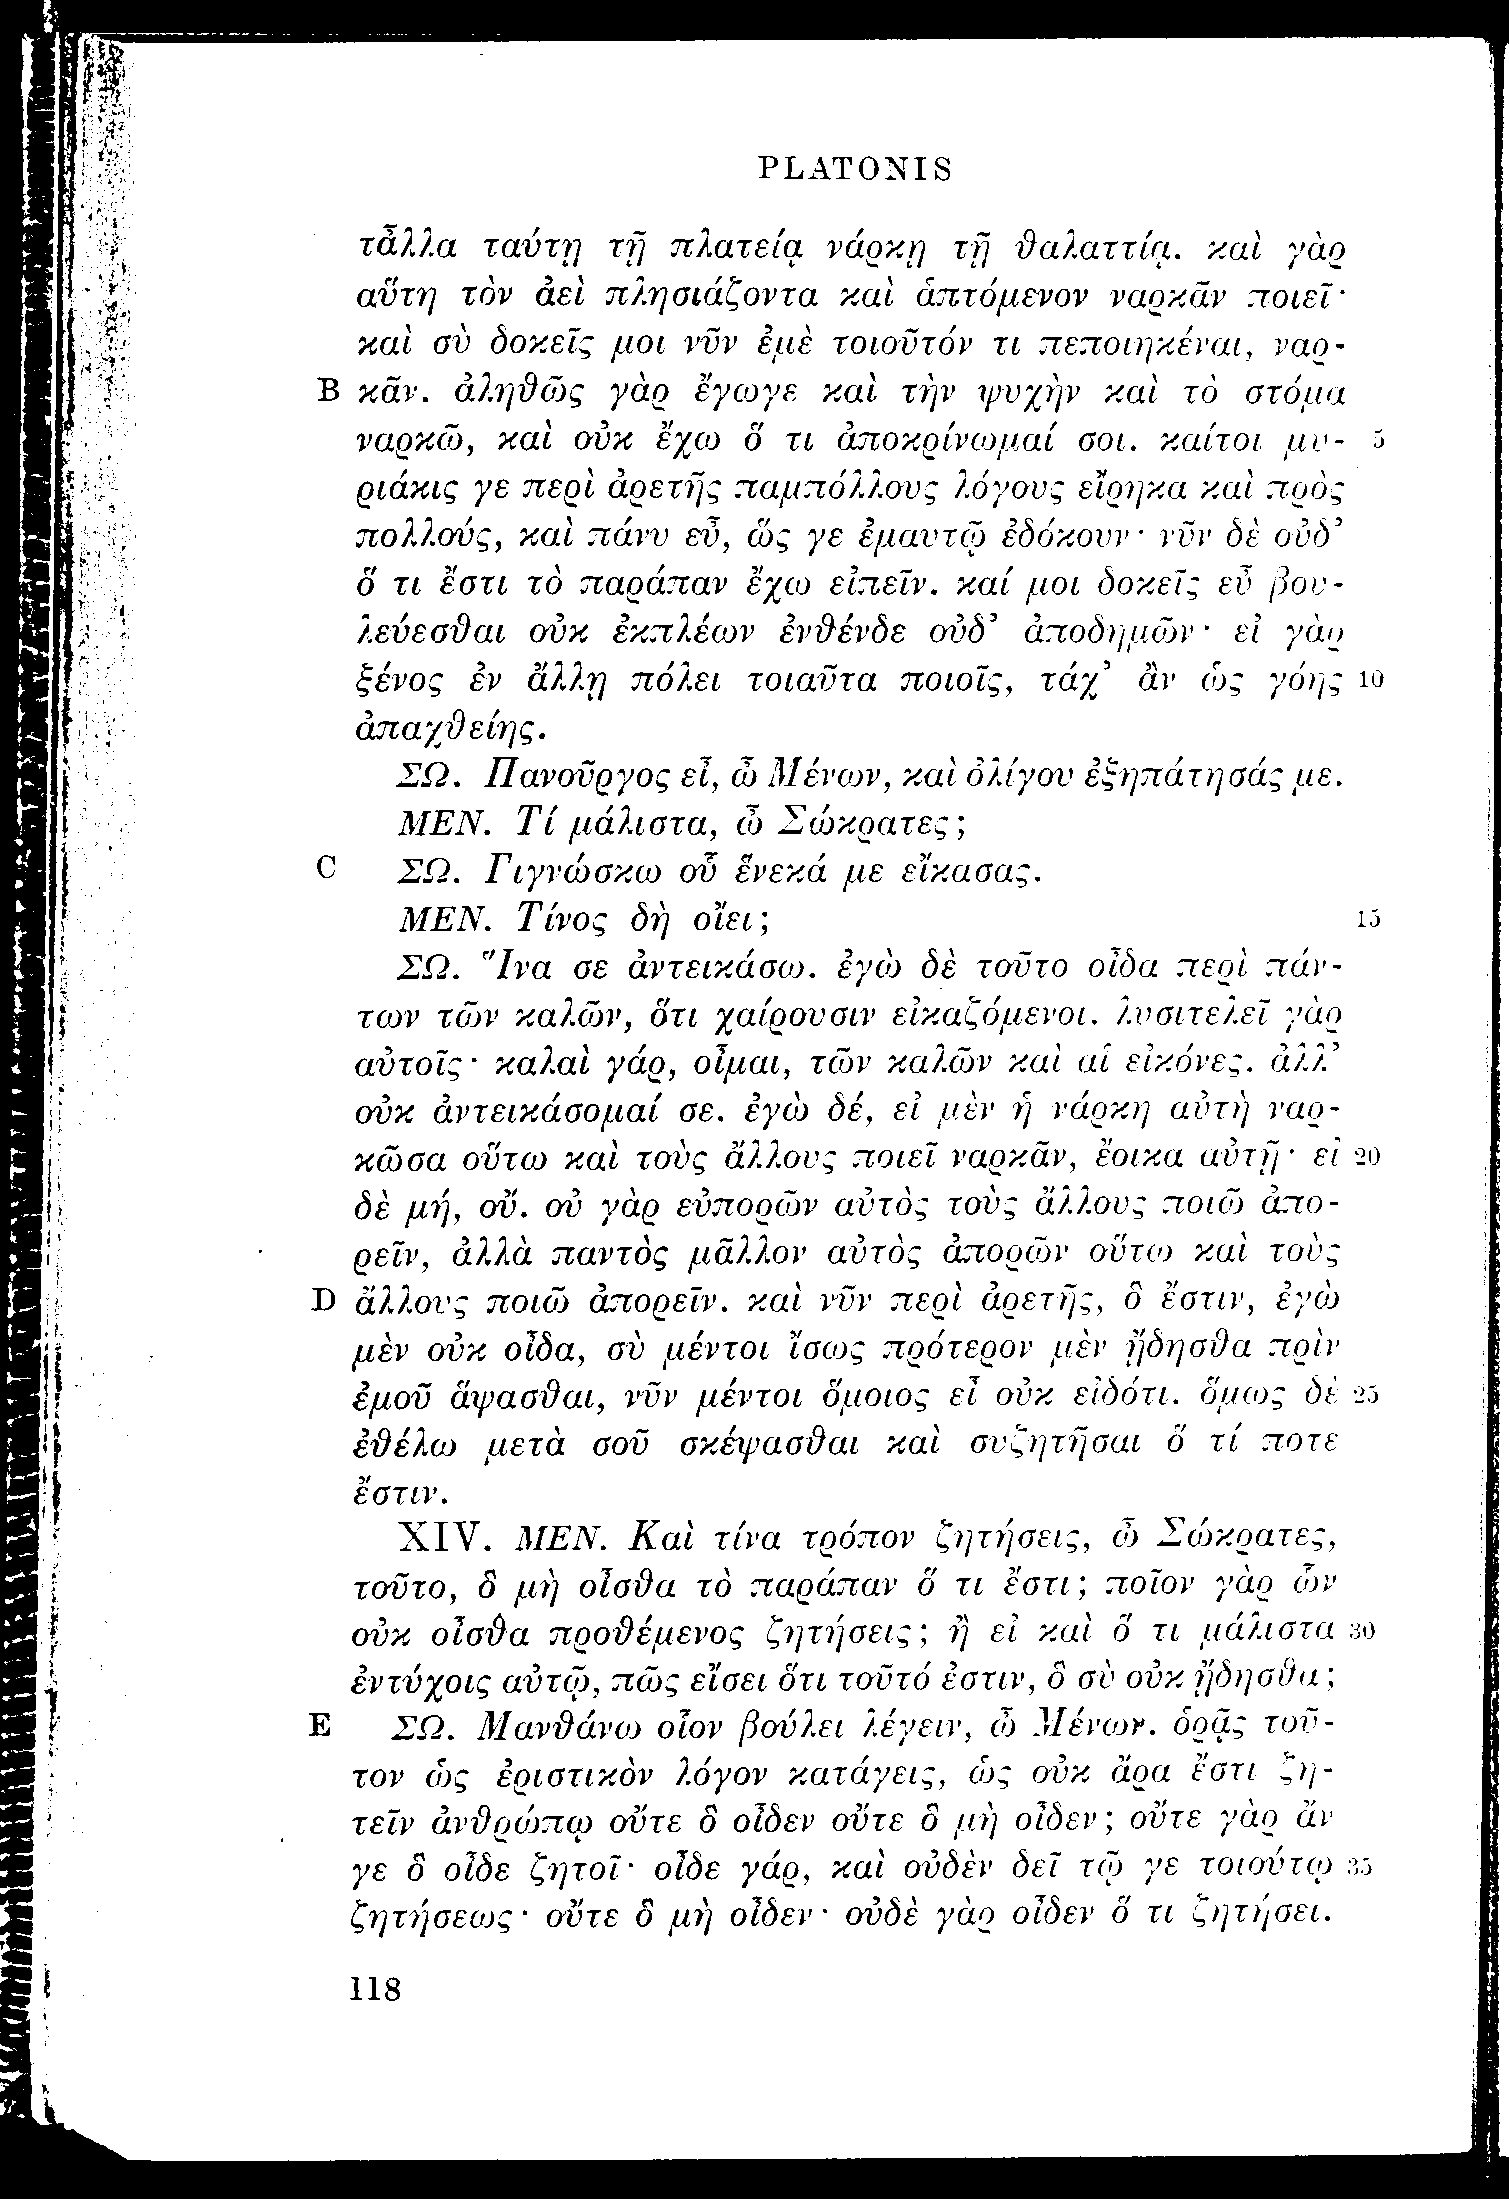 PLATONIS
τἆλλα ταύτῃ τῇ πλατείᾳ νάρκῃ τῇ θαλαττίᾳ. καὶ γὰρ
αὕτη τὸν ἀεὶ πλησιάζοντα καὶ ἁπτόμενον ναρκᾶν ποιεῖ·
καὶ σὺ δοκεῖς μοι νῦν ἐμὲ τοιοῦτόν τι πεποιηκέναι, ναρ-
B κᾶν. ἀληθῶς γὰρ ἔγωγε καὶ τὴν ψυχὴν καὶ τὸ στόμα
ναρκῶ, καὶ οὐκ ἔχω ὅ τι ἀποκρίνωμαί σοι. καίτοι μυ- 5
ριάκις γε περὶ ἀρετῆς παμπόλλους λόγους εἴρηκα καὶ πρὸς
πολλούς, καὶ πάνυ εὖ, ὥς γε ἐμαυτῷ ἐδόκουν· νῦν δὲ οὐδ’
ὅ τι ἔστι τὸ παράπαν ἔχω εἰπεῖν. καί μοι δοκεῖς εὖ βου-
λεύεσθαι οὐκ ἐκπλέων ἐνθένδε οὐδ’ ἀποδημῶν· εἰ γὰρ
ξένος ἐν ἄλλῃ πόλει τοιαῦτα ποιοῖς, τάχ’ ἂν ὡς γόης 10
ἀπαχθείης.
ΣΩ. Πανοῦργος εἶ, ὦ Μένων, καὶ ὀλίγου ἐξηπάτησάς με.
ΜΕΝ. Τί μάλιστα, ὦ Σώκρατες;
C ΣΩ. Γιγνώσκω οὗ ἕνεκά με εἴκασας.
ΜΕΝ. Τίνος δὴ οἴει; 15
ΣΩ. Ἵνα σε ἀντεικάσω. ἐγὼ δὲ τοῦτο οἶδα περὶ πάν-
των τῶν καλῶν, ὅτι χαίρουσιν εἰκαζόμενοι. λυσιτελεῖ γὰρ
αὐτοῖς· καλαὶ γάρ, οἶμαι, τῶν καλῶν καὶ αἱ εἰκόνες. ἀλλ’
οὐκ ἀντεικάσομαί σε. ἐγὼ δέ, εἰ μὲν ἡ νάρκη αὐτὴ ναρ-
κῶσα οὕτω καὶ τοὺς ἄλλους ποιεῖ ναρκᾶν, ἔοικα αὐτῇ· εἰ 20
δὲ μή, οὔ. οὐ γὰρ εὐπορῶν αὐτὸς τοὺς ἄλλους ποιῶ ἀπο-
ρεῖν, ἀλλὰ παντὸς μᾶλλον αὐτὸς ἀπορῶν οὕτω καὶ τοὺς
D ἄλλους ποιῶ ἀπορεῖν. καὶ νῦν περὶ ἀρετῆς, ὃ ἔστιν, ἐγὼ
μὲν οὐκ οἶδα, σὺ μέντοι ἴσως πρότερον μὲν ᾔδησθα πρὶν
ἐμοῦ ἅψασθαι, νῦν μέντοι ὅμοιος εἶ οὐκ εἰδότι. ὅμως δὲ 25
ἐθέλω μετὰ σοῦ σκέψασθαι καὶ συζητῆσαι ὅ τί ποτε
ἔστιν.
XIV. ΜΕΝ. Καὶ τίνα τρόπον ζητήσεις, ὦ Σώκρατες,
τοῦτο, ὃ μὴ οἶσθα τὸ παράπαν ὅ τι ἔστι; ποῖον γὰρ ὧν
οὐκ οἶσθα προθέμενος ζητήσεις; ἢ εἰ καὶ ὅ τι μάλιστα 30
ἐντύχοις αὐτῷ, πῶς εἴσει ὅτι τοῦτό ἐστιν, ὃ σὺ οὐκ ᾔδησθα;
E ΣΩ. Μανθάνω οἷον βούλει λέγειν, ὦ Μένων. ὁρᾷς τοῦ-
τον ὡς ἐριστικὸν λόγον κατάγεις, ὡς οὐκ ἄρα ἔστι ζη-
τεῖν ἀνθρώπῳ οὔτε ὃ οἶδεν οὔτε ὃ μὴ οἶδεν; οὔτε γὰρ ἂν
γε ὃ οἶδε ζητοῖ· οἶδε γάρ, καὶ οὐδὲν δεῖ τῷ γε τοιούτῳ 35
ζητήσεως· οὔτε ὃ μὴ οἶδεν· οὐδὲ γὰρ οἶδεν ὅ τι ζητήσει.
118